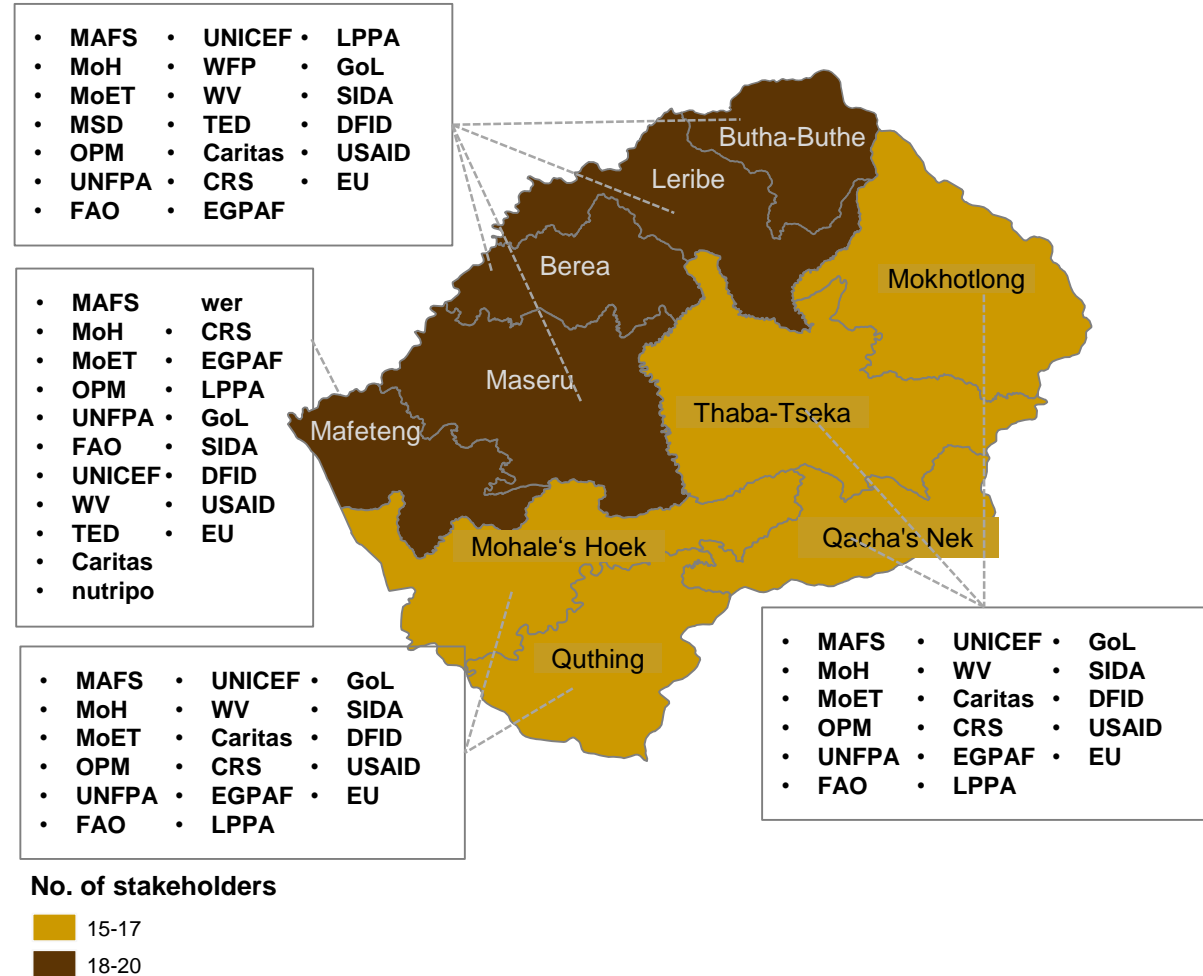 • MAFS • UNICEF • LPPA
• MoH • WFP • GoL
• MoET • WV • SIDA
• MSD • TED • DFID
• OPM • Caritas • USAID
• UNFPA • CRS • EU
• FAO • EGPAF
Butha-Buthe
Leribe
Berea
Mokhotlong
Maseru
Thaba-Tseka
Mafeteng
Mohale‘s Hoek
Qacha's Nek
Quthing
• MAFS wer
• MoH • CRS
• MoET • EGPAF
• OPM • LPPA
• UNFPA • GoL
• FAO • SIDA
• UNICEF • DFID
• WV • USAID
• TED • EU
• Caritas
• nutripo
• MAFS • UNICEF • GoL
• MoH • WV • SIDA
• MoET • Caritas • DFID
• OPM • CRS • USAID
• UNFPA • EGPAF • EU
• FAO • LPPA
• MAFS • UNICEF • GoL
• MoH • WV • SIDA
• MoET • Caritas • DFID
• OPM • CRS • USAID
• UNFPA • EGPAF • EU
• FAO • LPPA
No. of stakeholders
15-17
18-20